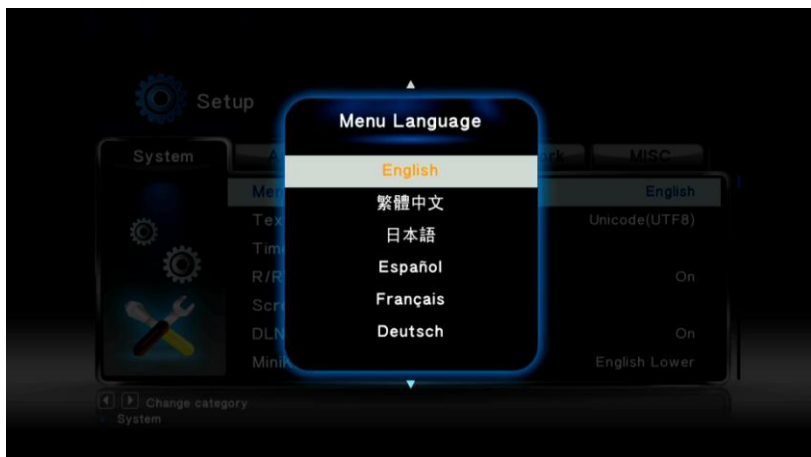 Setup
Menu Language
System
MISC
English
English
繁體中文
Unicode(UTF8)
日本語
Español
On
Français
Deutsch
On
English Lower
Change category
System